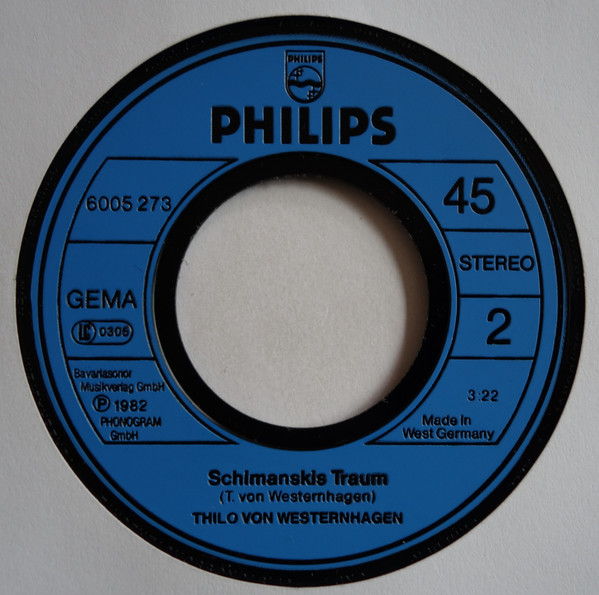 PHILIPS
PHILIPS
6005 273
45
STEREO
GEMA
LC 0305
2
Bavariasonor
Musikverlag GmbH
Ⓟ 1982
PHONOGRAM
GmbH
3:22
Made in
West Germany
Schimanskis Traum
(T. von Westernhagen)
THILO VON WESTERNHAGEN